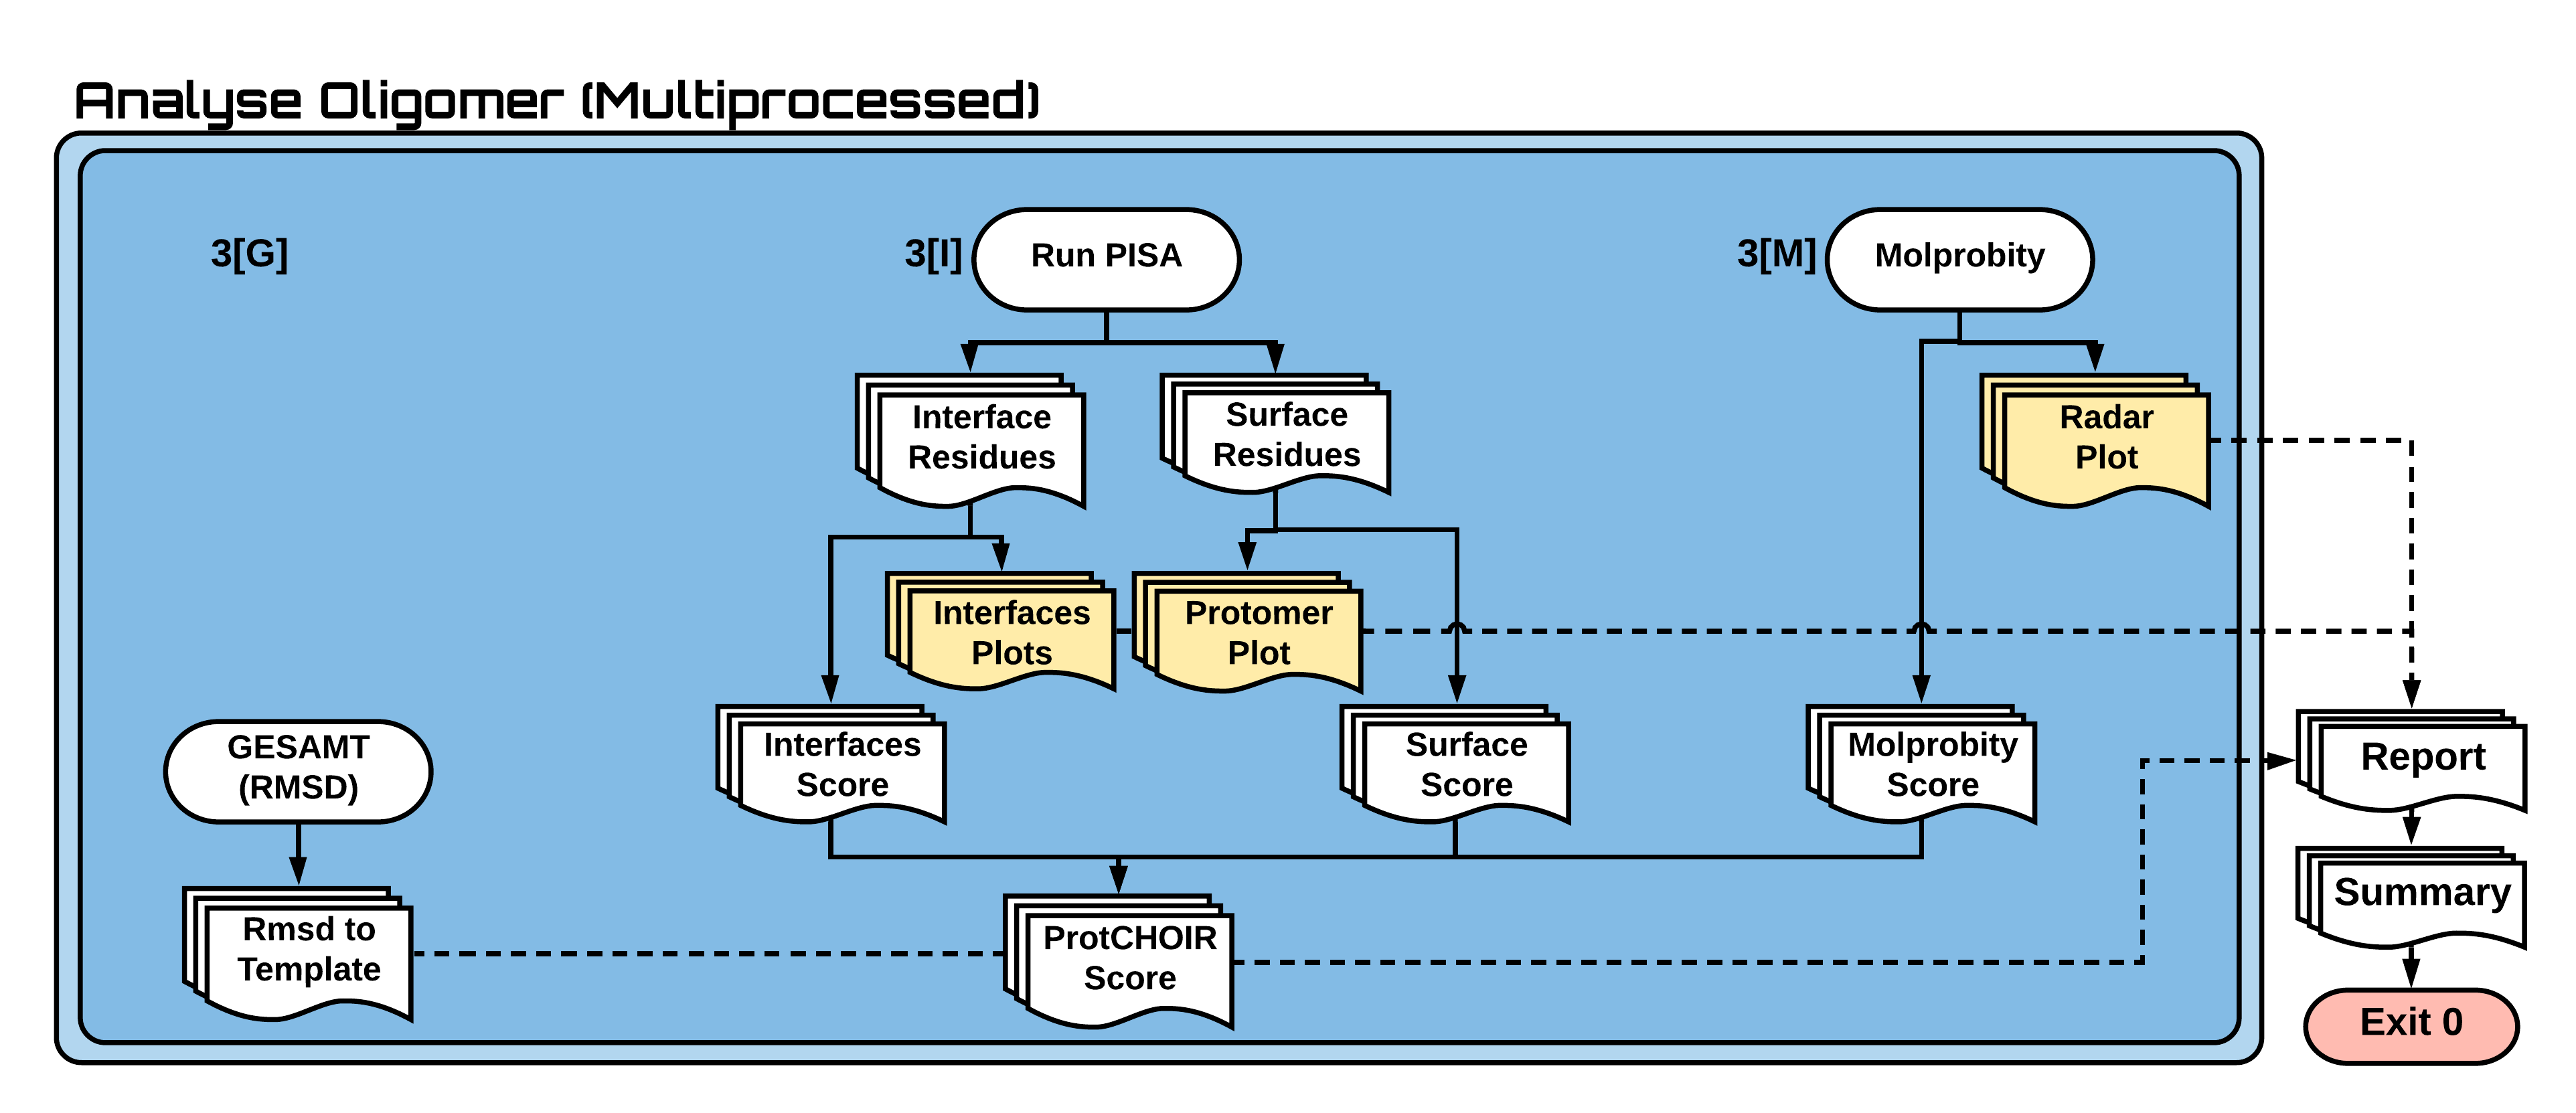 Analyse Oligomer (Multiprocessed)
3[G]
3[I]
Run PISA
3[M]
Molprobity
Interface
Residues
Surface
Residues
Radar
Plot
Interfaces
Plots
Protomer
Plot
GESAMT
(RMSD)
Interfaces
Score
Surface
Score
Molprobity
Score
Report
Rmsd to
Template
ProtCHOIR
Score
Summary
Exit 0